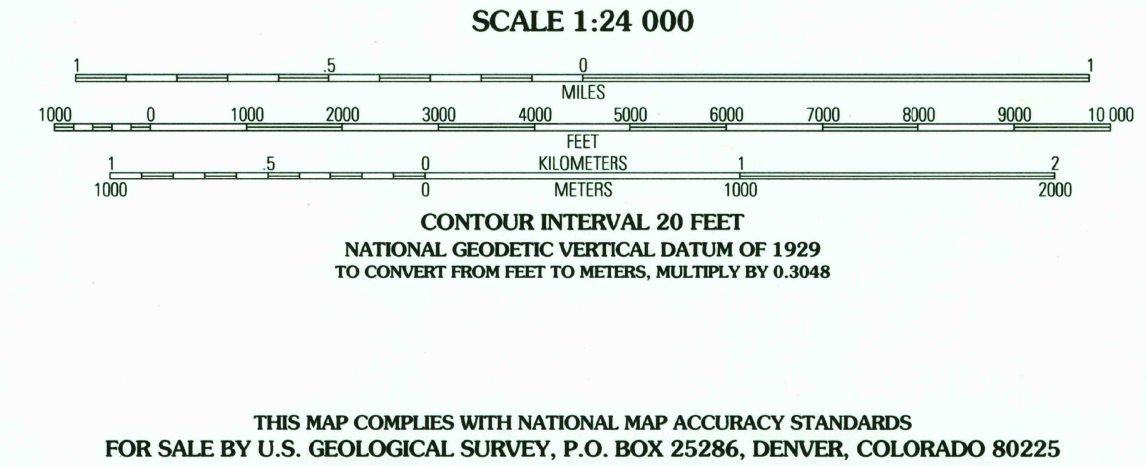 SCALE 1:24 000
1 .5 0 1
MILES
1000 0 1000 2000 3000 4000 5000 6000 7000 8000 9000 10 000
FEET
1 .5 0 KILOMETERS 1 2
1000 0 METERS 1000 2000
CONTOUR INTERVAL 20 FEET
NATIONAL GEODETIC VERTICAL DATUM OF 1929
TO CONVERT FROM FEET TO METERS, MULTIPLY BY 0.3048
THIS MAP COMPLIES WITH NATIONAL MAP ACCURACY STANDARDS
FOR SALE BY U.S. GEOLOGICAL SURVEY, P.O. BOX 25286, DENVER, COLORADO 80225